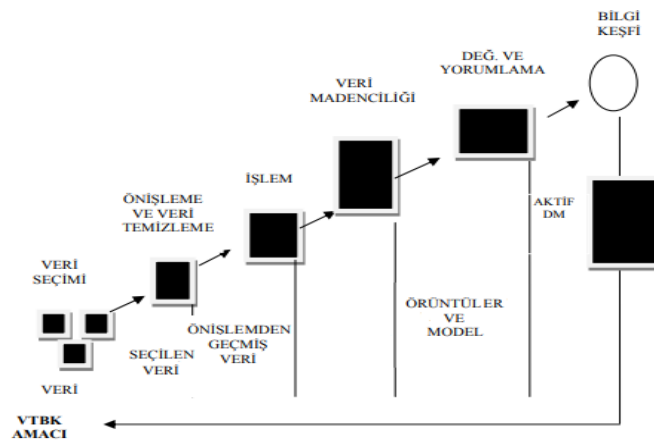 BİLGİ
KEŞFİ
DEĞ. VE
YORUMLAMA
VERİ
MADENCİLİĞİ
İŞLEM
ÖNİŞLEME
VE VERİ
TEMİZLEME
AKTİF
DM
VERİ
SEÇİMİ
ÖRÜNTÜLER
VE
MODEL
ÖNİŞLEMDEN
GEÇMİŞ
VERİ
SEÇİLEN
VERİ
VERİ
VTBK
AMACI